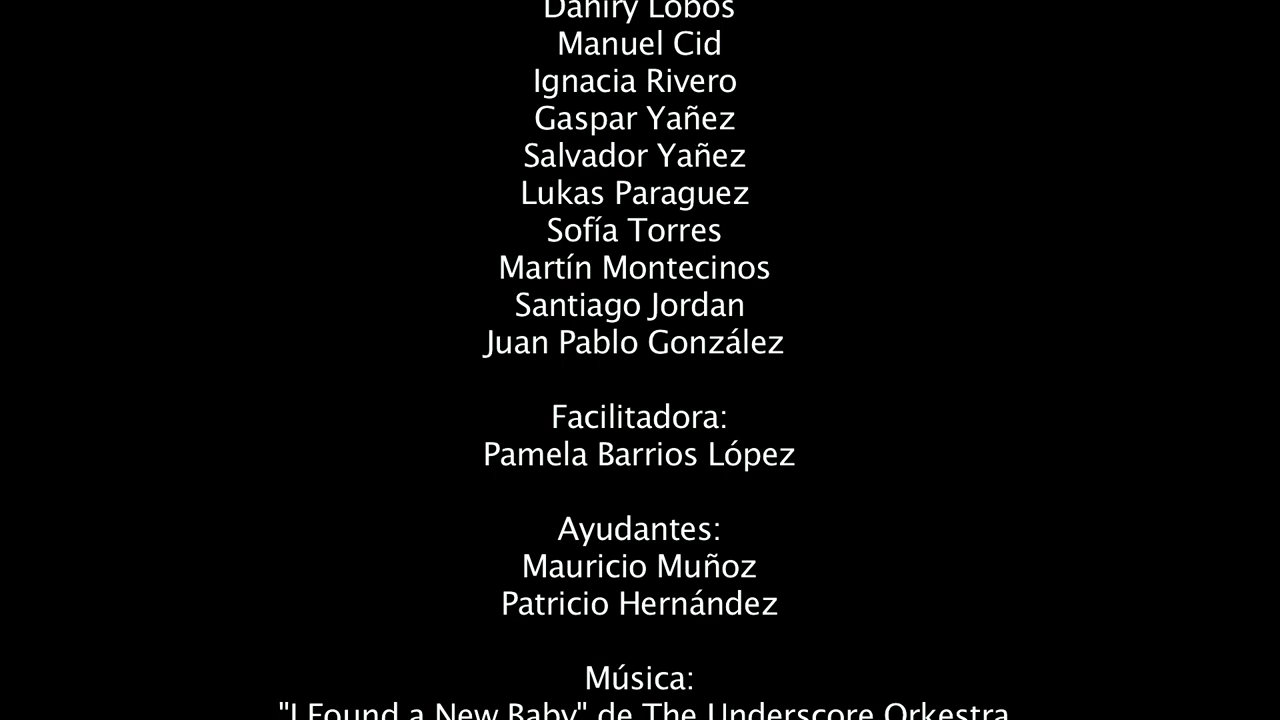 Daniry Lobos
Manuel Cid
Ignacia Rivero
Gaspar Yañez
Salvador Yañez
Lukas Paraguez
Sofía Torres
Martín Montecinos
Santiago Jordan
Juan Pablo González
Facilitadora:
Pamela Barrios López
Ayudantes:
Mauricio Muñoz
Patricio Hernández
Música:
"I Found a New Baby" de The Underscore Orkestra